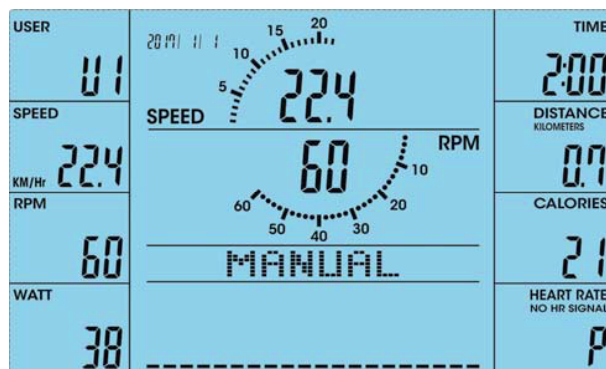 USER
U1
SPEED
KM/Hr 22.4
RPM
60
WATT
38
2017/ 1/ 1
5 10 15 20
SPEED 22.4
60 RPM
10 20 30 40 50 60
MANUAL
TIME
2:00
DISTANCE
KILOMETERS
0.7
CALORIES
21
HEART RATE
NO HR SIGNAL
P